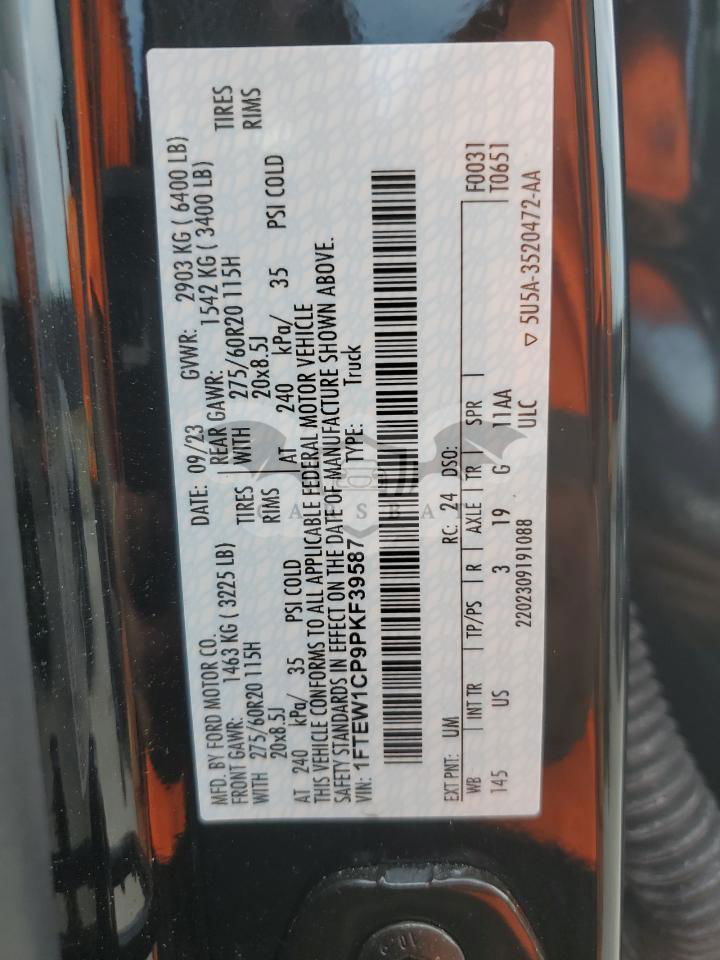 MFD. BY FORD MOTOR CO. DATE: 09/23 GVWR: 2903 KG ( 6400 LB)
FRONT GAWR: 1463 KG ( 3225 LB) REAR GAWR: 1542 KG ( 3400 LB)
WITH 275/60R20 115H TIRES WITH 275/60R20 115H TIRES
20x8.5J RIMS 20x8.5J RIMS
AT 240 kPa/ 35 PSI COLD AT 240 kPa/ 35 PSI COLD
THIS VEHICLE CONFORMS TO ALL APPLICABLE FEDERAL MOTOR VEHICLE
SAFETY STANDARDS IN EFFECT ON THE DATE OF MANUFACTURE SHOWN ABOVE.
VIN: 1FTEW1CP9PKF39587 TYPE: Truck
EXT PNT: UM RC: 24 DSO: F0031
WB INT TR TP/PS R AXLE TR SPR T0651
145 US 3 19 G 11AA
2202309191088 ULC ▽ 5U5A-3520472-AA